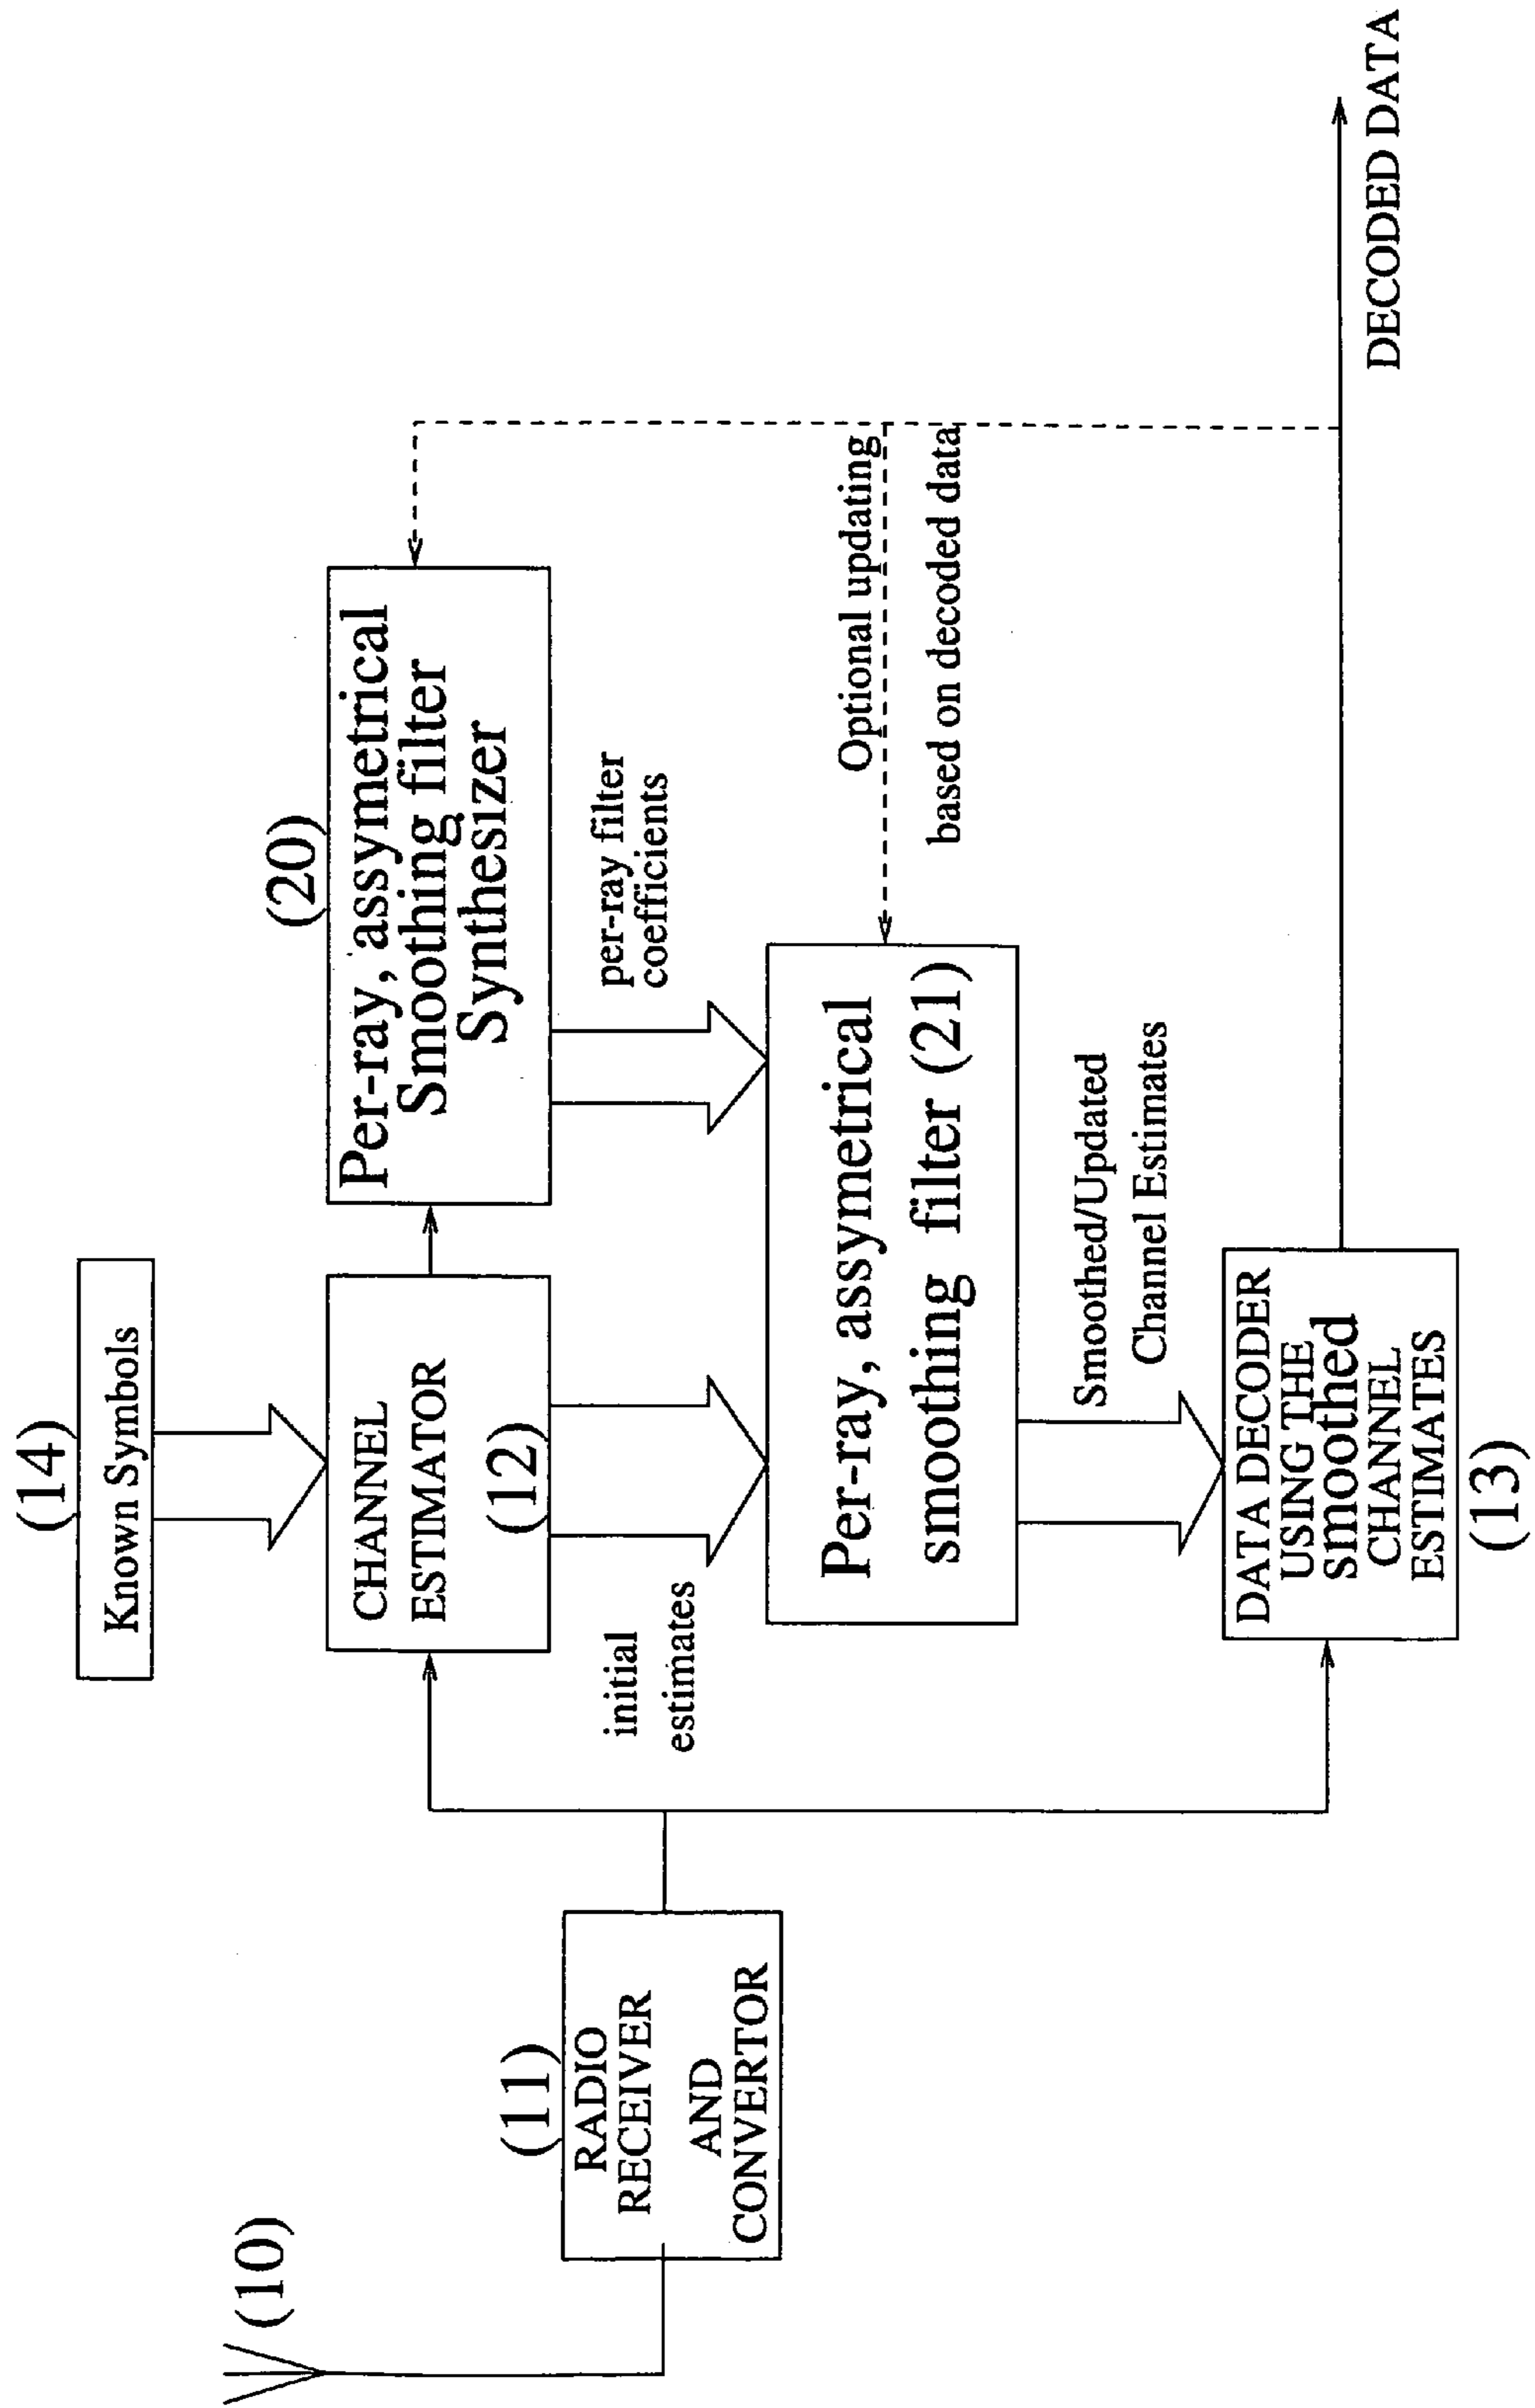 (10)
(11)
RADIO
RECEIVER
AND
CONVERTOR
(14)
Known Symbols
CHANNEL
ESTIMATOR
(12)
initial
estimates
(20)
Per-ray, assymetrical
Smoothing filter
Synthesizer
per-ray filter
coefficients
Per-ray, assymetrical
smoothing filter (21)
Optional updating
based on decoded data
Smoothed/Updated
Channel Estimates
DATA DECODER
USING THE
smoothed
CHANNEL
ESTIMATES
(13)
DECODED DATA